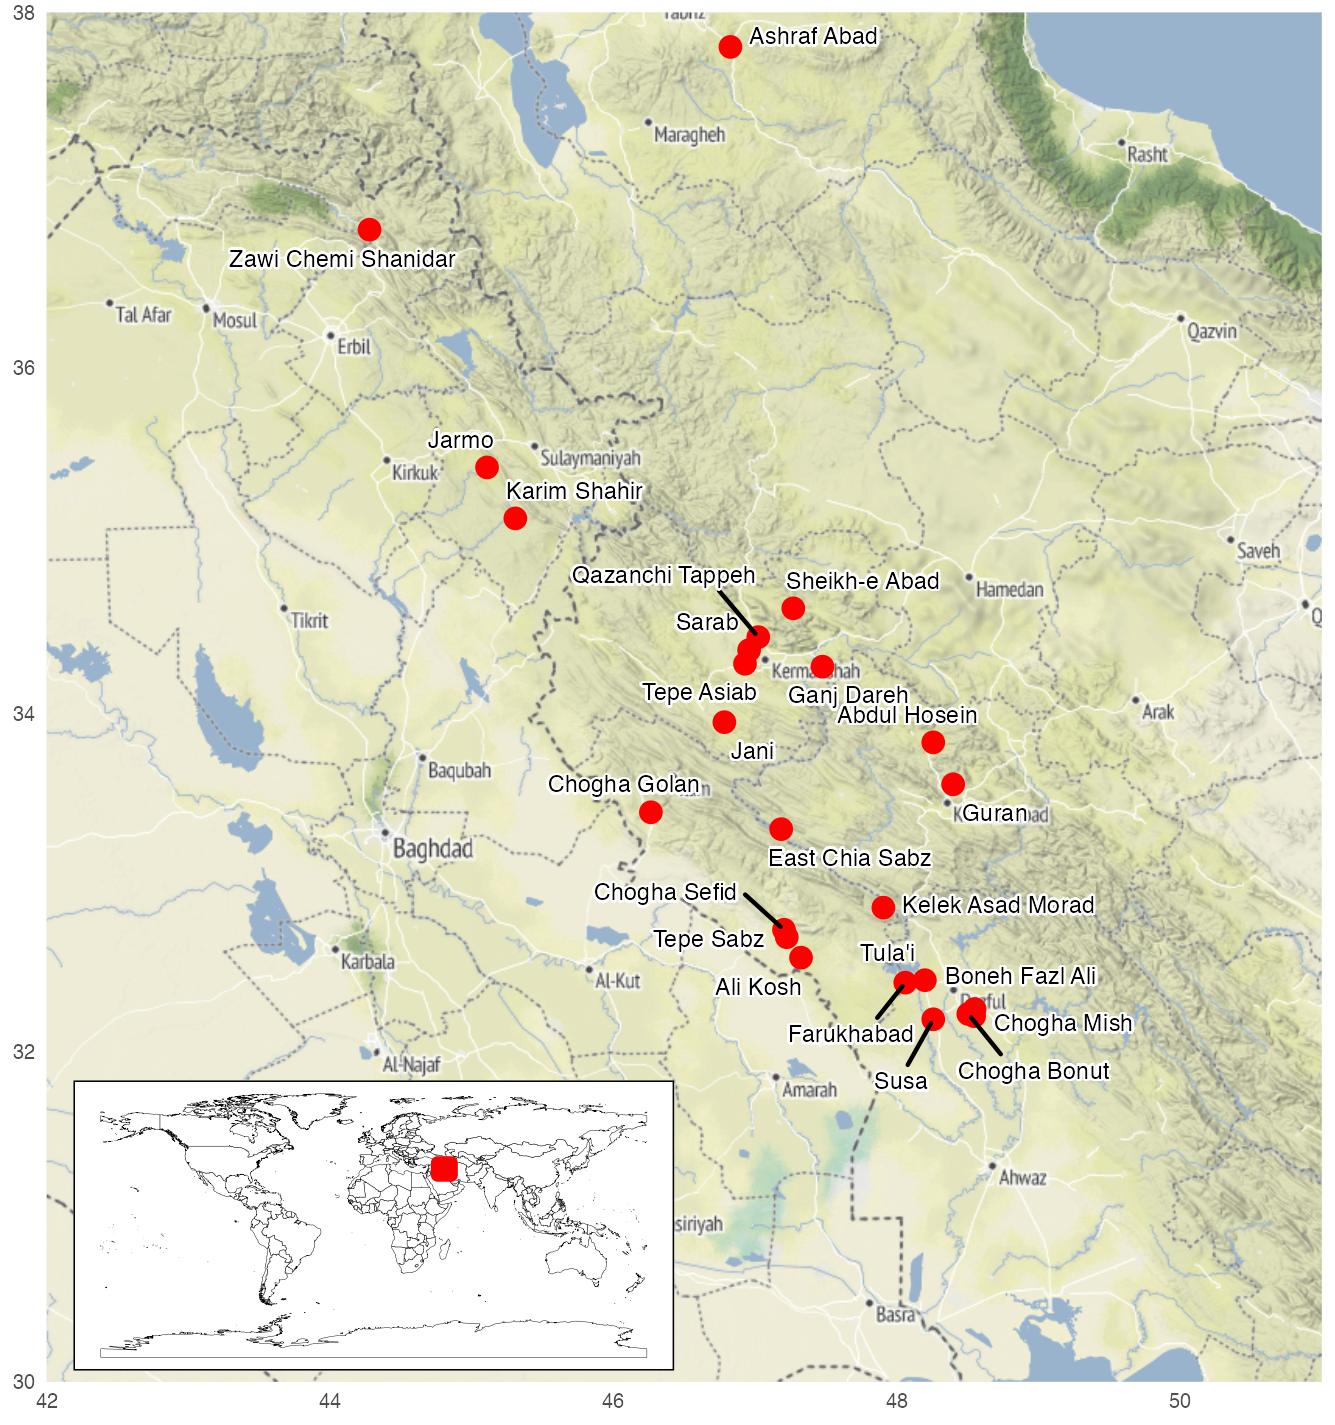 38
Ashraf Abad
Maragheh
Rasht
Zawi Chemi Shanidar
Tal Afar
Mosul
Erbil
Qazvin
36
Jarmo
Sulaymaniyah
Kirkuk
Karim Shahir
Saveh
Qazanchi Tappeh
Sheikh-e Abad
Hamedan
Tikrit
Sarab
Q
Tepe Asiab
Ganj Dareh
34
Abdul Hosein
Arak
Jani
Baqubah
Chogha Golan
Guran
Baghdad
East Chia Sabz
Chogha Sefid
Kelek Asad Morad
Tepe Sabz
Tula'i
Karbala
Al-Kut
Ali Kosh
Boneh Fazl Ali
Chogha Mish
Farukhabad
32
Al-Najaf
Chogha Bonut
Susa
Amarah
Ahwaz
siriyah
Basra
30
42 44 46 48 50